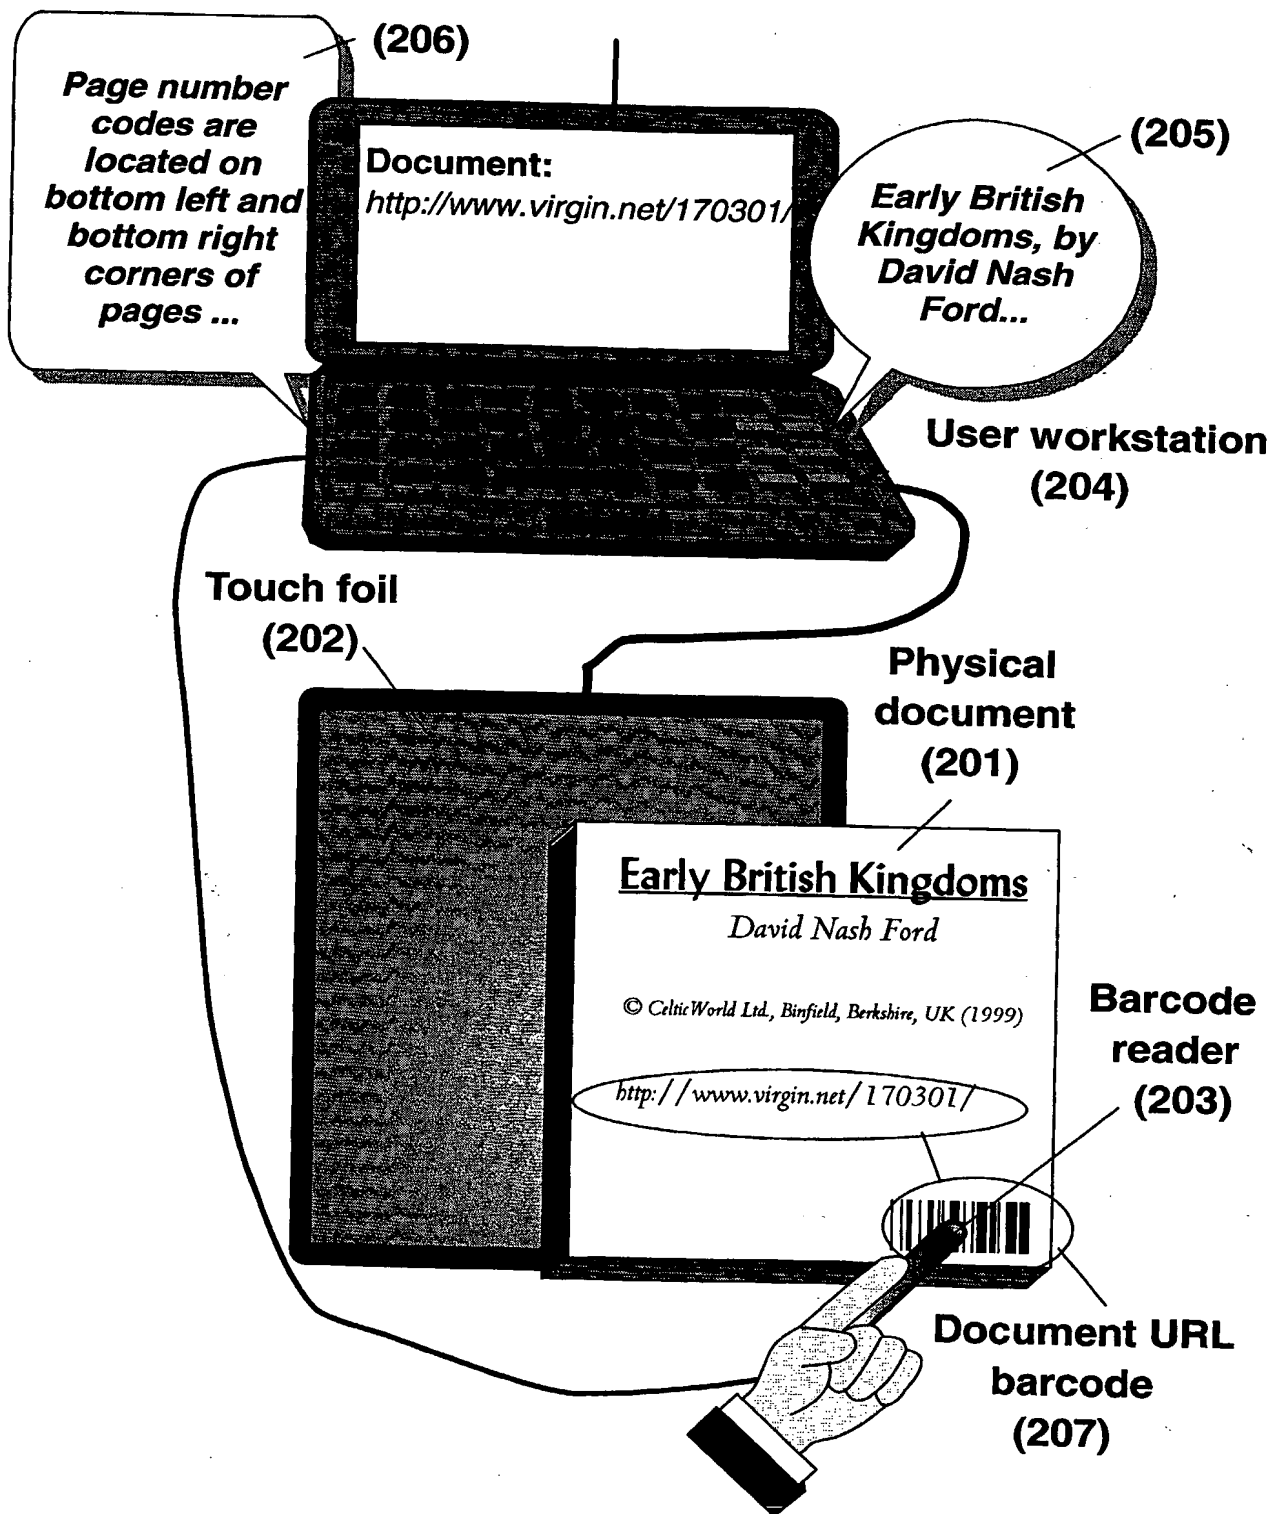 (206)
Page number
codes are
located on
bottom left and
bottom right
corners of
pages ...
Document:
http://www.virgin.net/170301/
(205)
Early British
Kingdoms, by
David Nash
Ford...
User workstation
(204)
Touch foil
(202)
Physical
document
(201)
Early British Kingdoms
David Nash Ford
© CelticWorld Ltd., Binfield, Berkshire, UK (1999)
http://www.virgin.net/170301/
Barcode
reader
(203)
Document URL
barcode
(207)